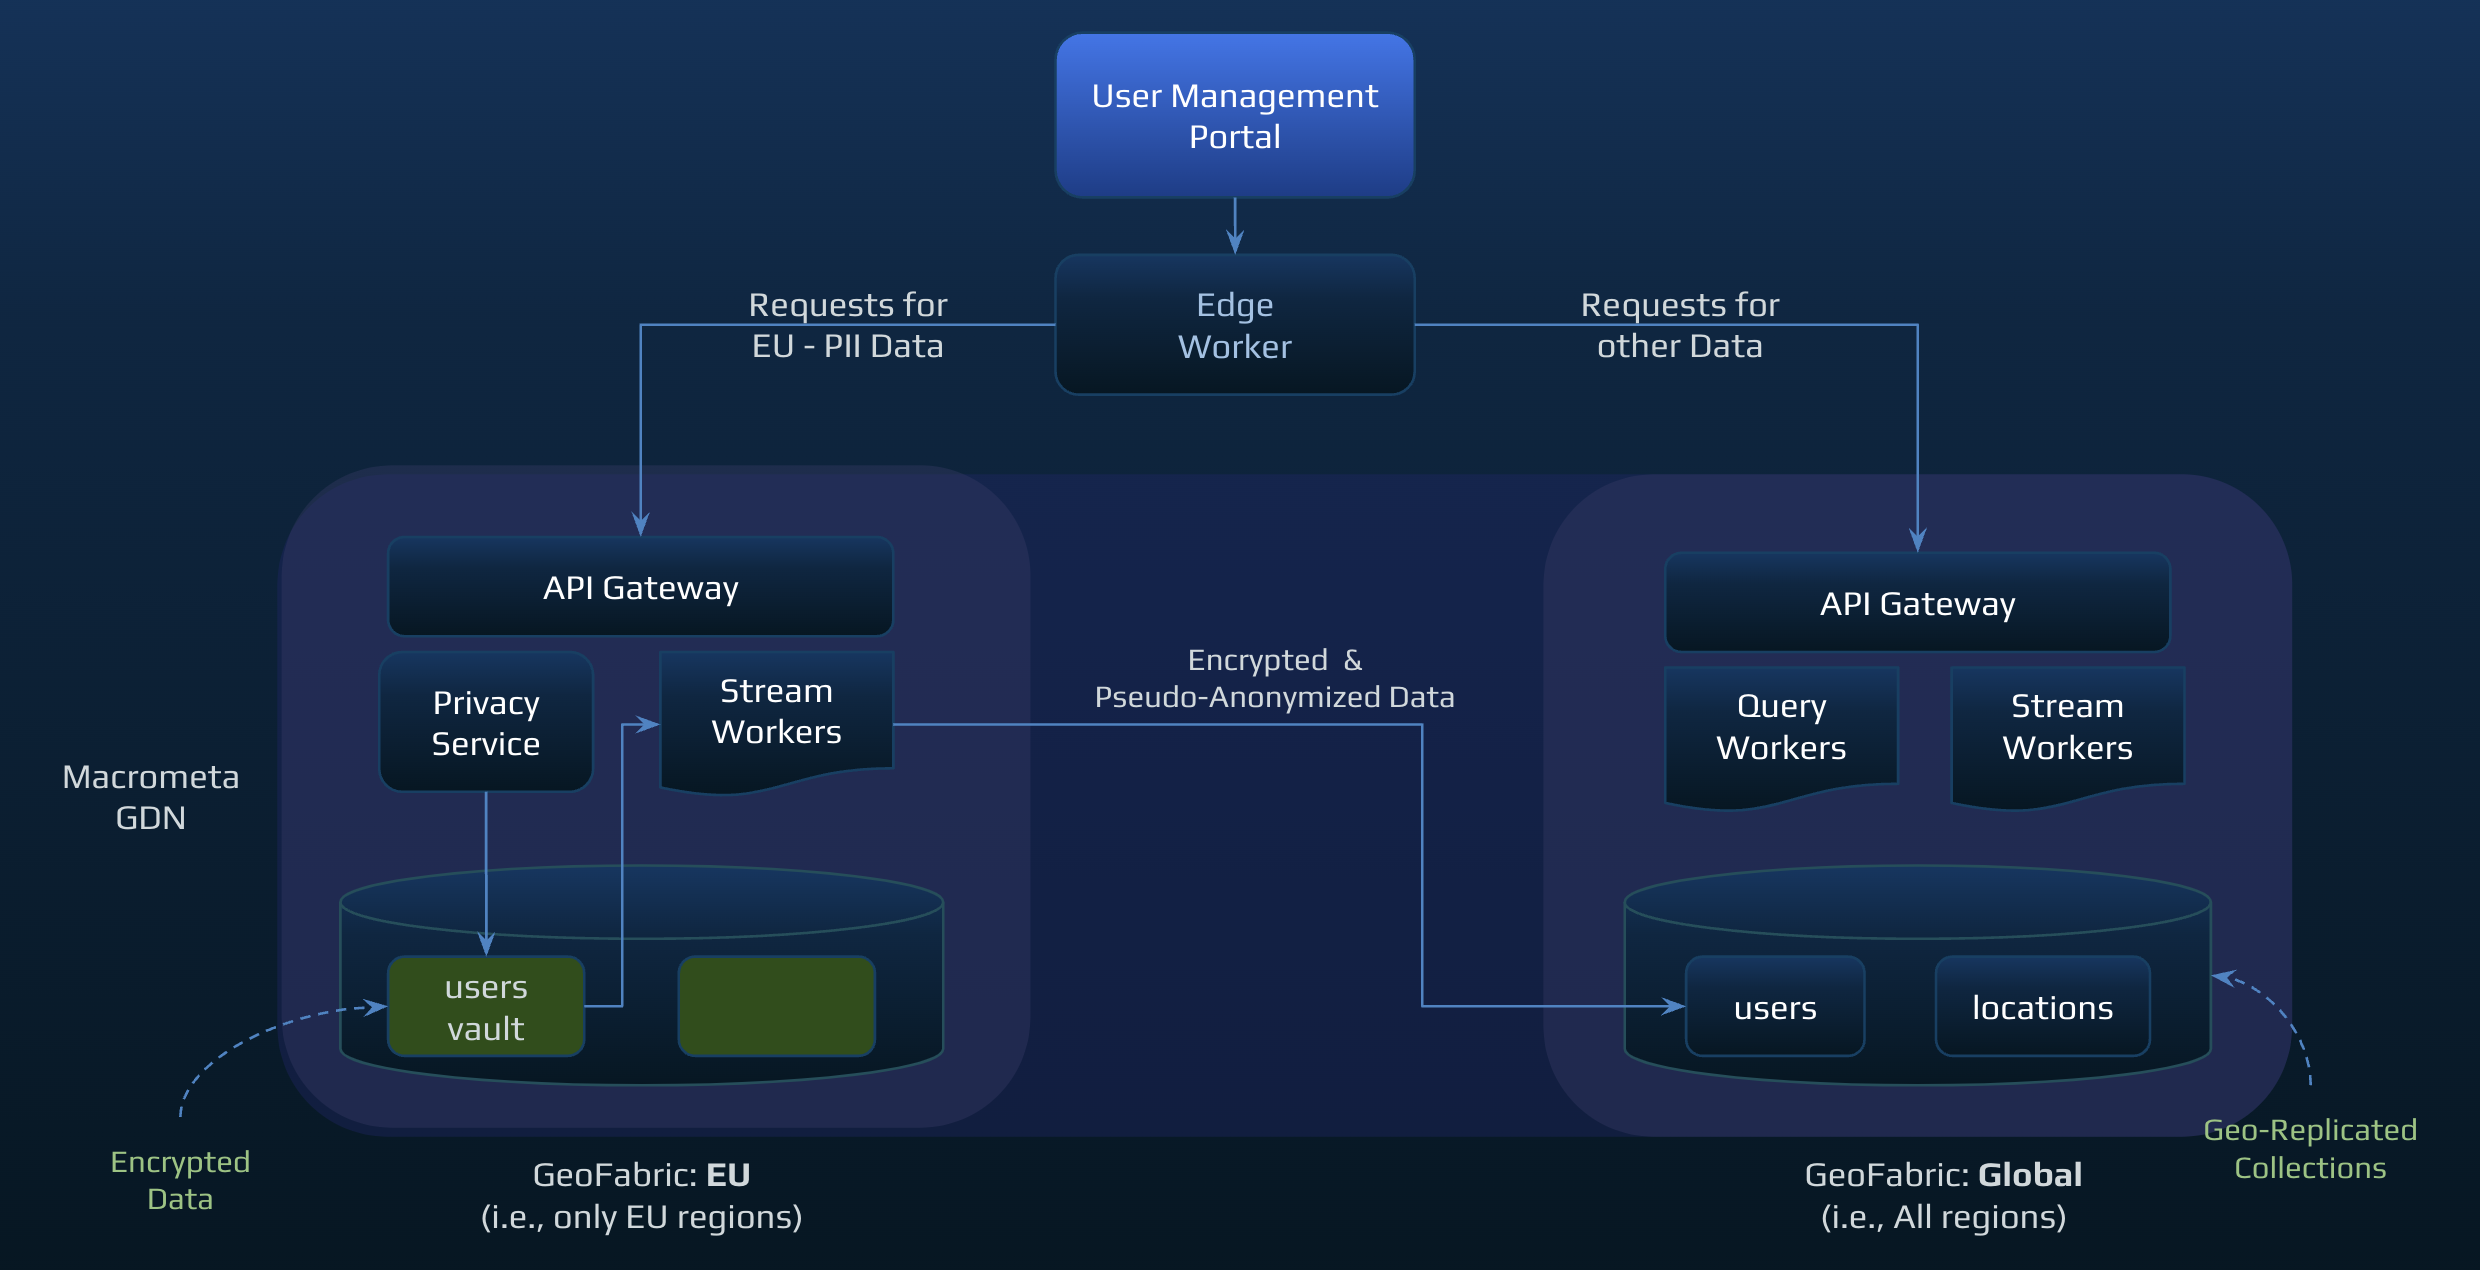 User Management
Portal
Edge
Worker
Requests for
EU - PII Data
Requests for
other Data
API Gateway
Privacy
Service
Stream
Workers
Encrypted &
Pseudo-Anonymized Data
API Gateway
Query
Workers
Stream
Workers
Macrometa
GDN
users
vault
users
locations
Encrypted
Data
GeoFabric: EU
(i.e., only EU regions)
GeoFabric: Global
(i.e., All regions)
Geo-Replicated
Collections